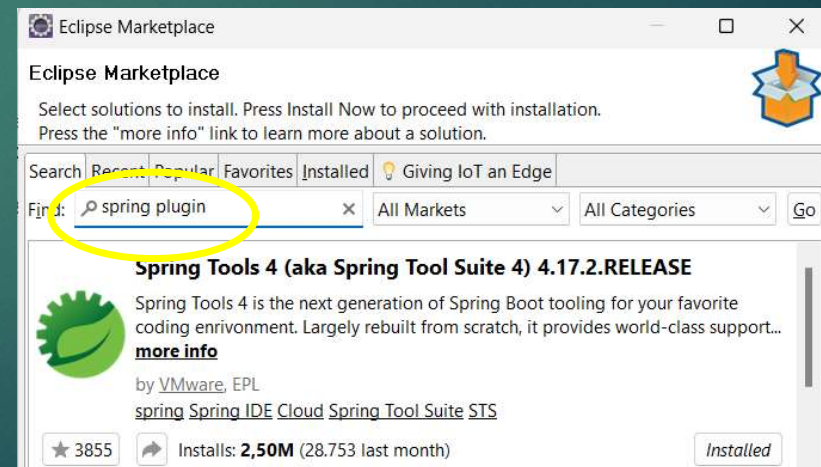 Eclipse Marketplace
Eclipse Marketplace
Select solutions to install. Press Install Now to proceed with installation.
Press the "more info" link to learn more about a solution.
Search Recent Popular Favorites Installed Giving IoT an Edge
Find: spring plugin All Markets All Categories Go
Spring Tools 4 (aka Spring Tool Suite 4) 4.17.2.RELEASE
Spring Tools 4 is the next generation of Spring Boot tooling for your favorite
coding enrivonment. Largely rebuilt from scratch, it provides world-class support...
more info
by VMware, EPL
spring Spring IDE Cloud Spring Tool Suite STS
3855 Installs: 2,50M (28.753 last month) Installed